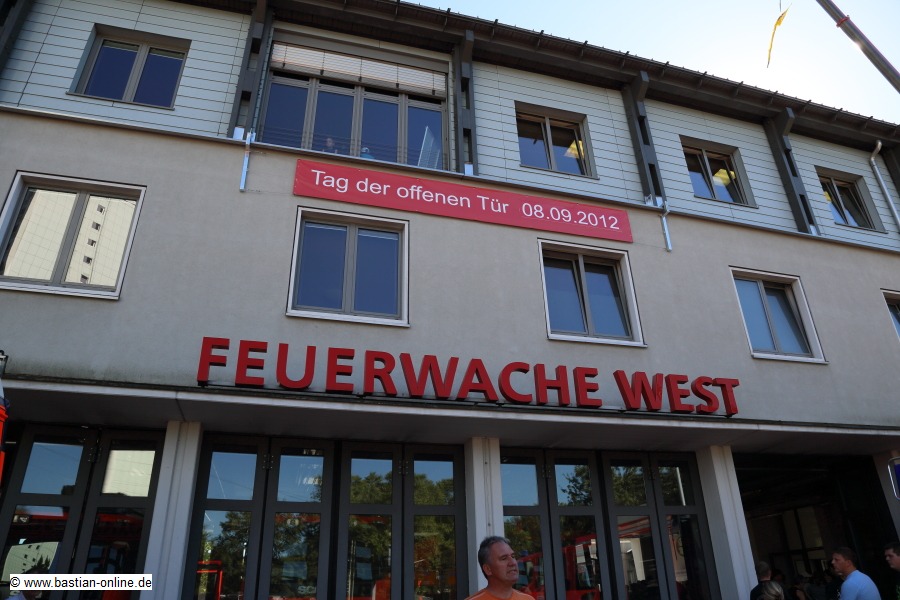 Tag der offenen Tür 08.09.2012
FEUERWACHE WEST
© www.bastian-online.de